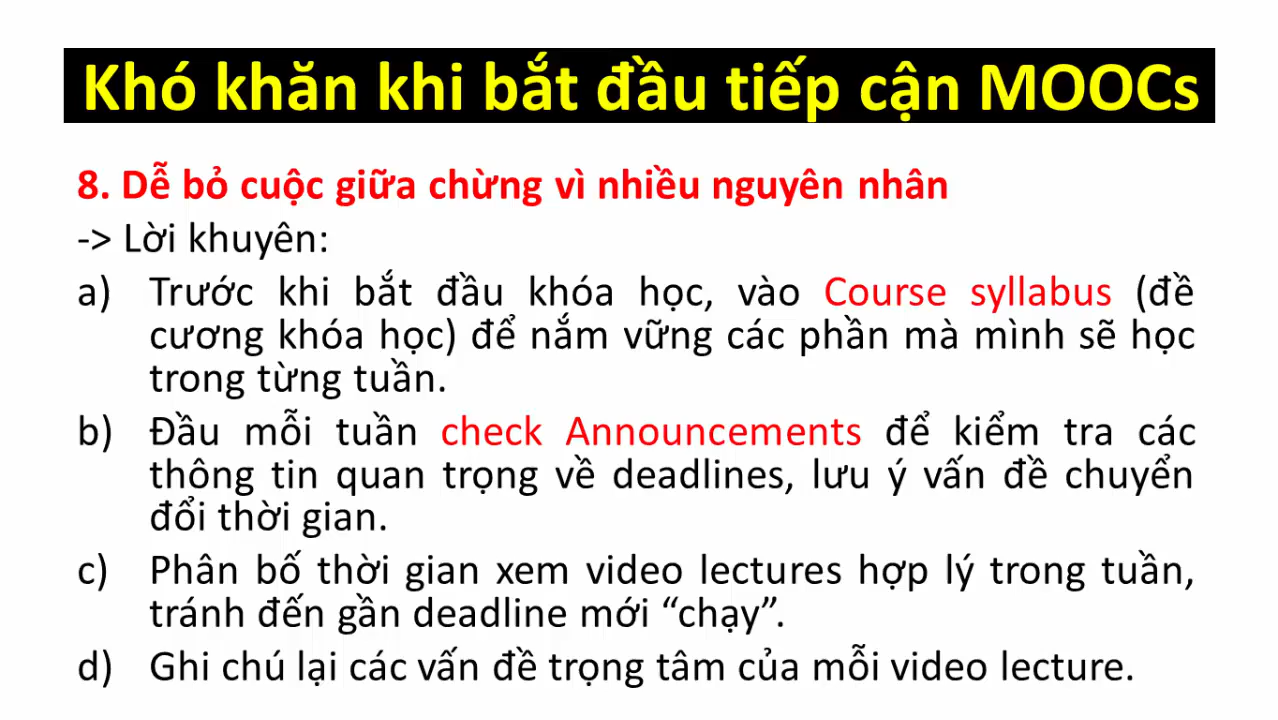 Khó khăn khi bắt đầu tiếp cận MOOCs
8. Dễ bỏ cuộc giữa chừng vì nhiều nguyên nhân
-> Lời khuyên:
a) Trước khi bắt đầu khóa học, vào Course syllabus (đề
cương khóa học) để nắm vững các phần mà mình sẽ học
trong từng tuần.
b) Đầu mỗi tuần check Announcements để kiểm tra các
thông tin quan trọng về deadlines, lưu ý vấn đề chuyển
đổi thời gian.
c) Phân bố thời gian xem video lectures hợp lý trong tuần,
tránh đến gần deadline mới “chạy”.
d) Ghi chú lại các vấn đề trọng tâm của mỗi video lecture.